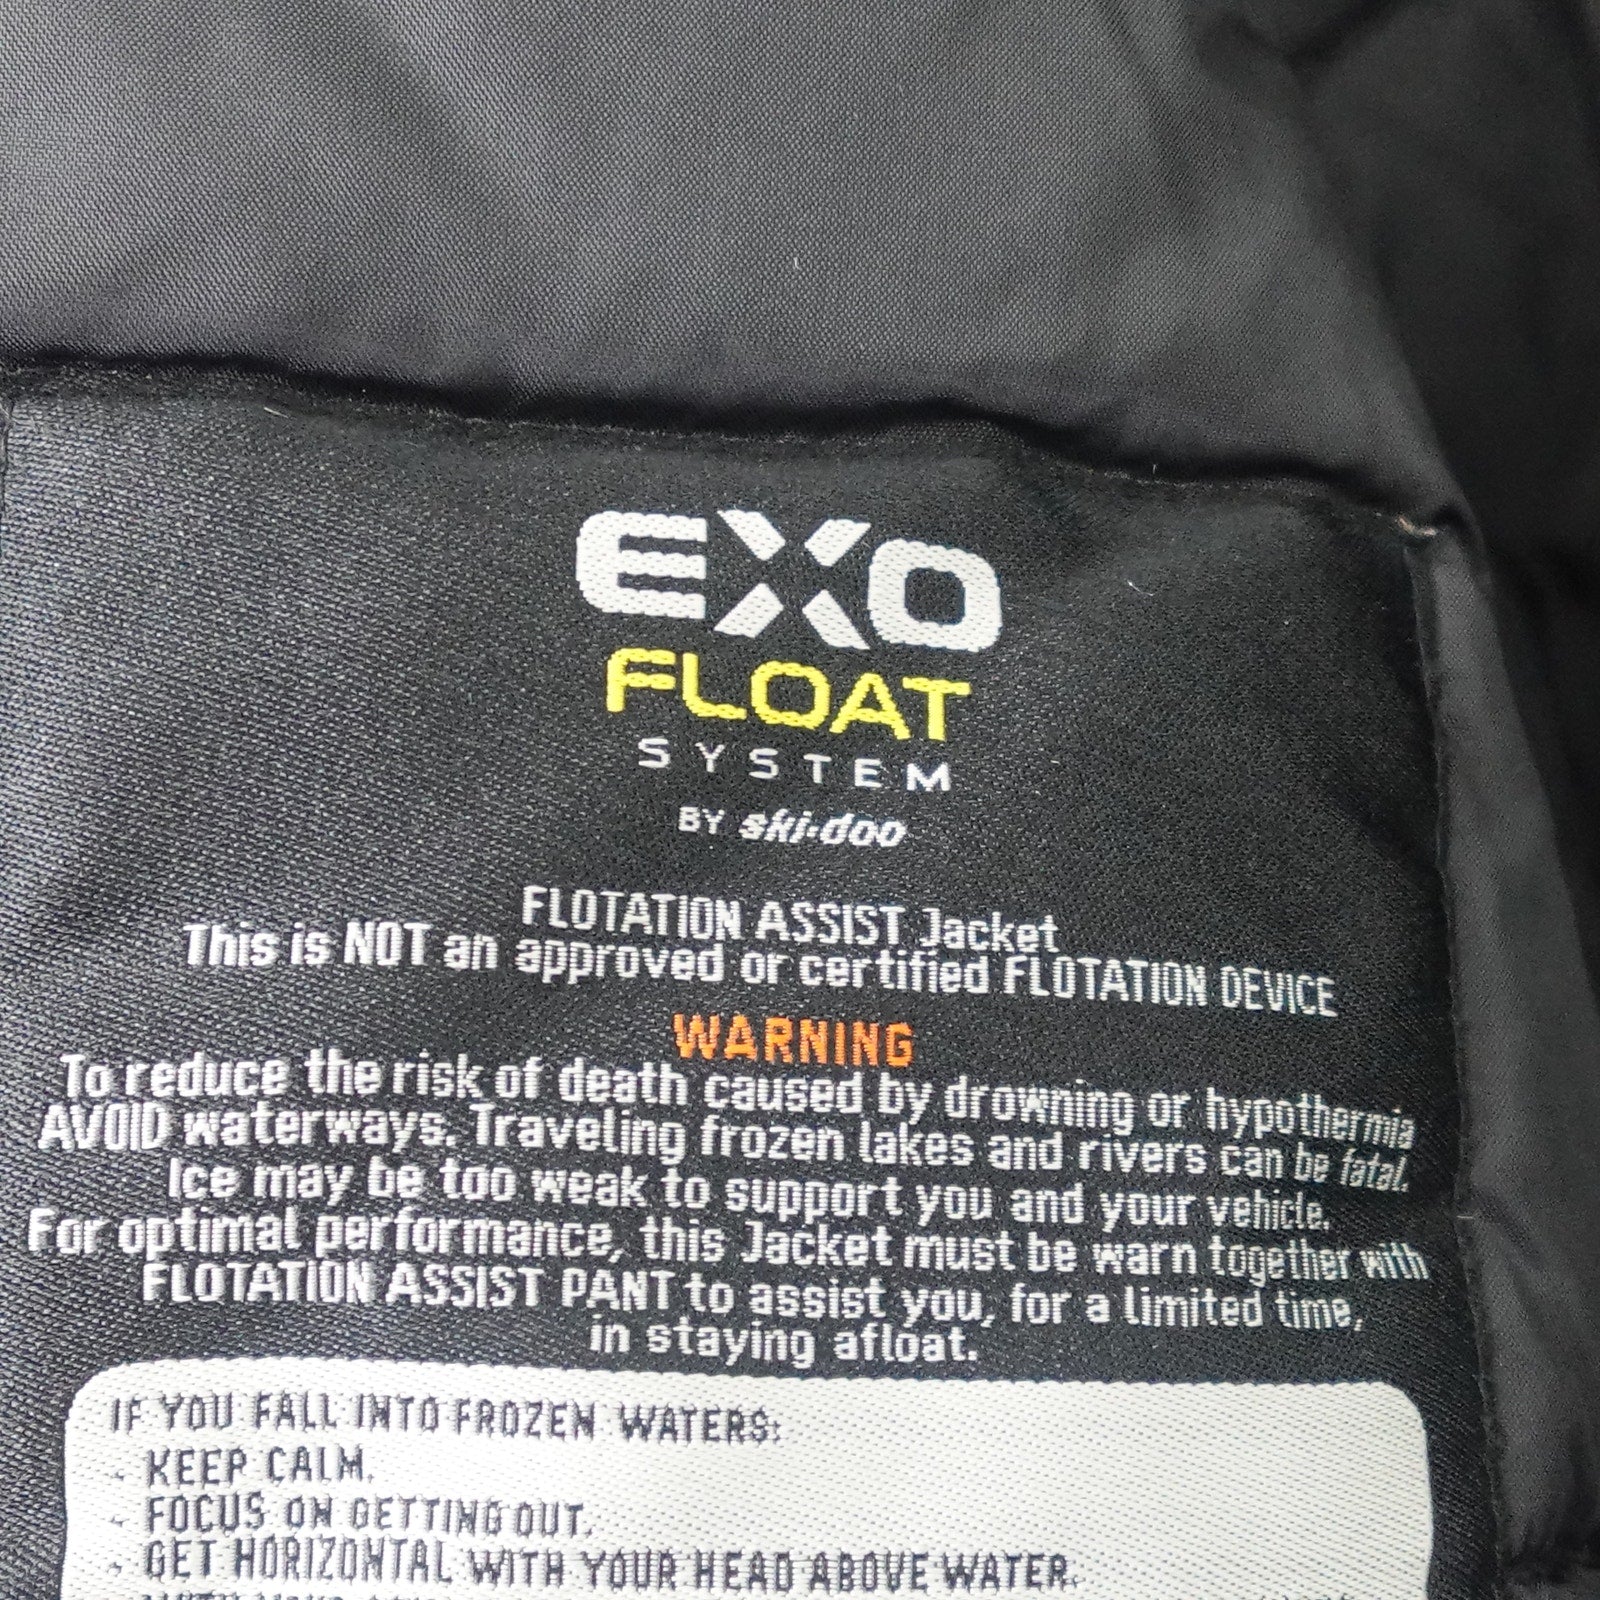 EXO
FLOAT
SYSTEM
BY ski-doo
FLOTATION ASSIST Jacket
This is NOT an approved or certified FLOTATION DEVICE
WARNING
To reduce the risk of death caused by drowning or hypothermia
AVOID waterways. Traveling frozen lakes and rivers can be fatal.
Ice may be too weak to support you and your vehicle.
For optimal performance, this Jacket must be warn together with
FLOTATION ASSIST PANT to assist you, for a limited time,
in staying afloat.
IF YOU FALL INTO FROZEN WATERS:
- KEEP CALM.
- FOCUS ON GETTING OUT.
- GET HORIZONTAL WITH YOUR HEAD ABOVE WATER.